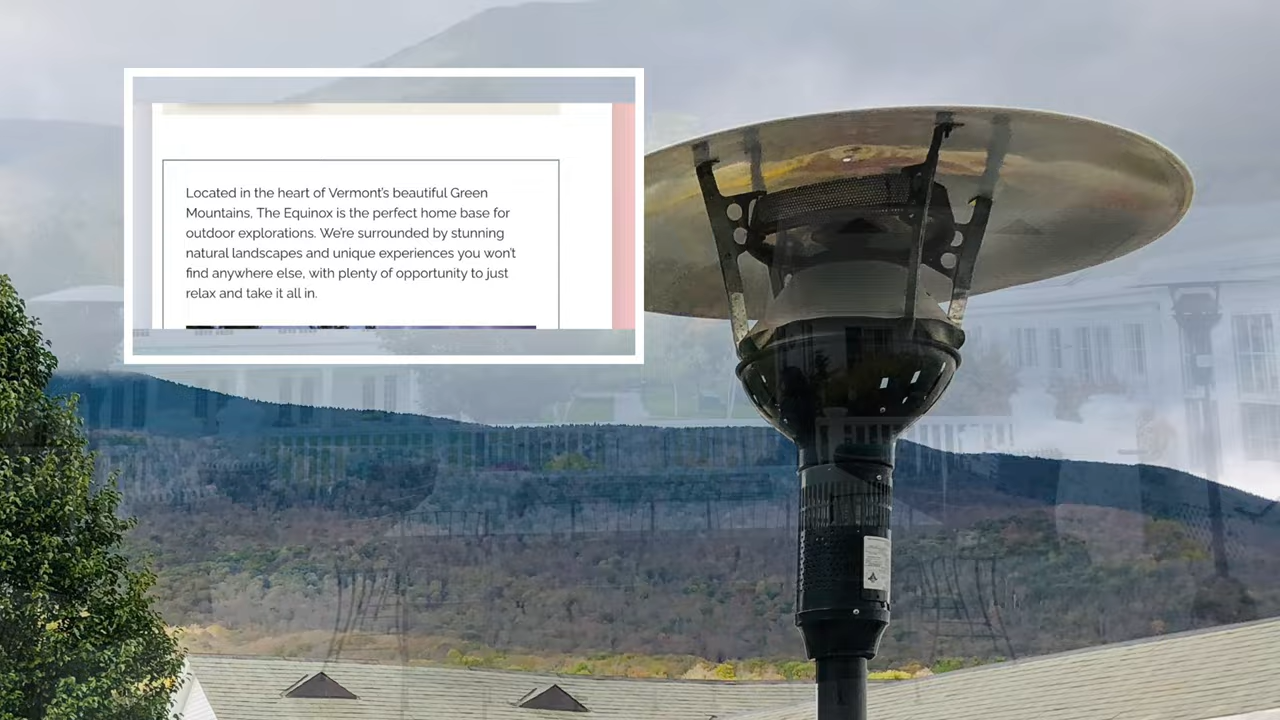 Located in the heart of Vermont's beautiful Green
Mountains, The Equinox is the perfect home base for
outdoor explorations. We're surrounded by stunning
natural landscapes and unique experiences you won't
find anywhere else, with plenty of opportunity to just
relax and take it all in.